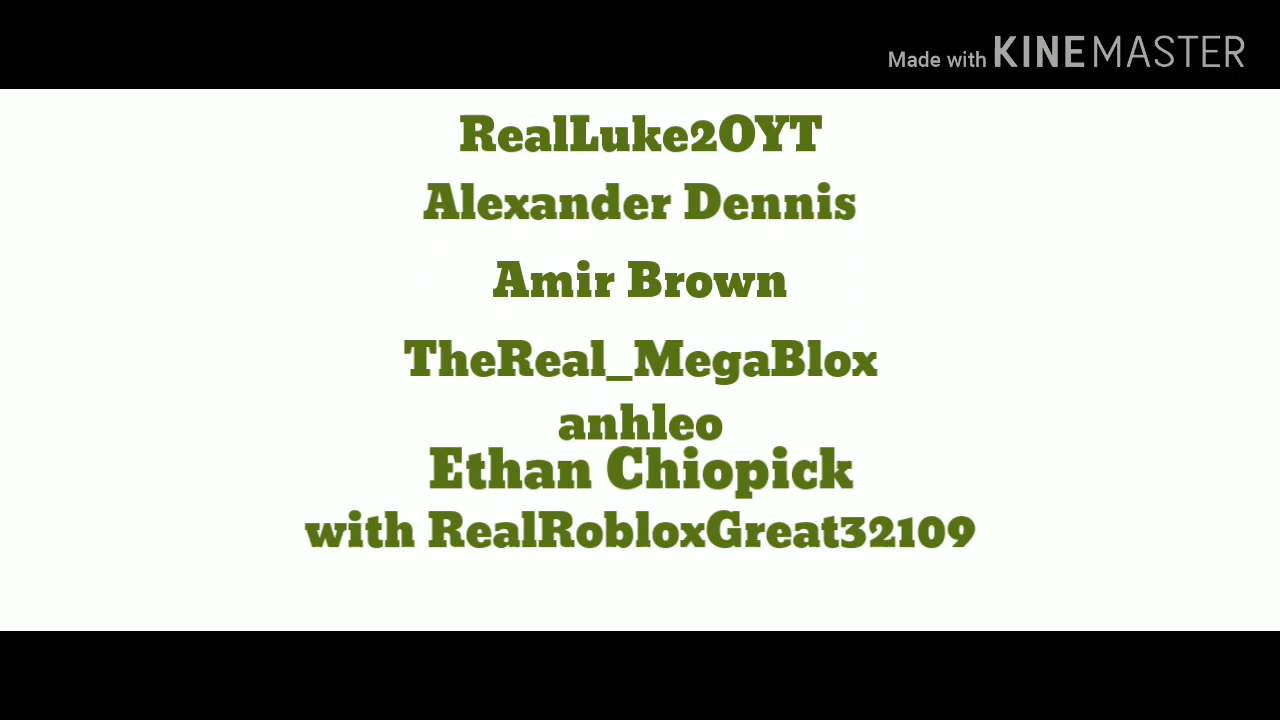 Made with KINEMASTER
RealLuke2OYT
Alexander Dennis
Amir Brown
TheReal_MegaBlox
anhleo
Ethan Chiopick
with RealRobloxGreat32109